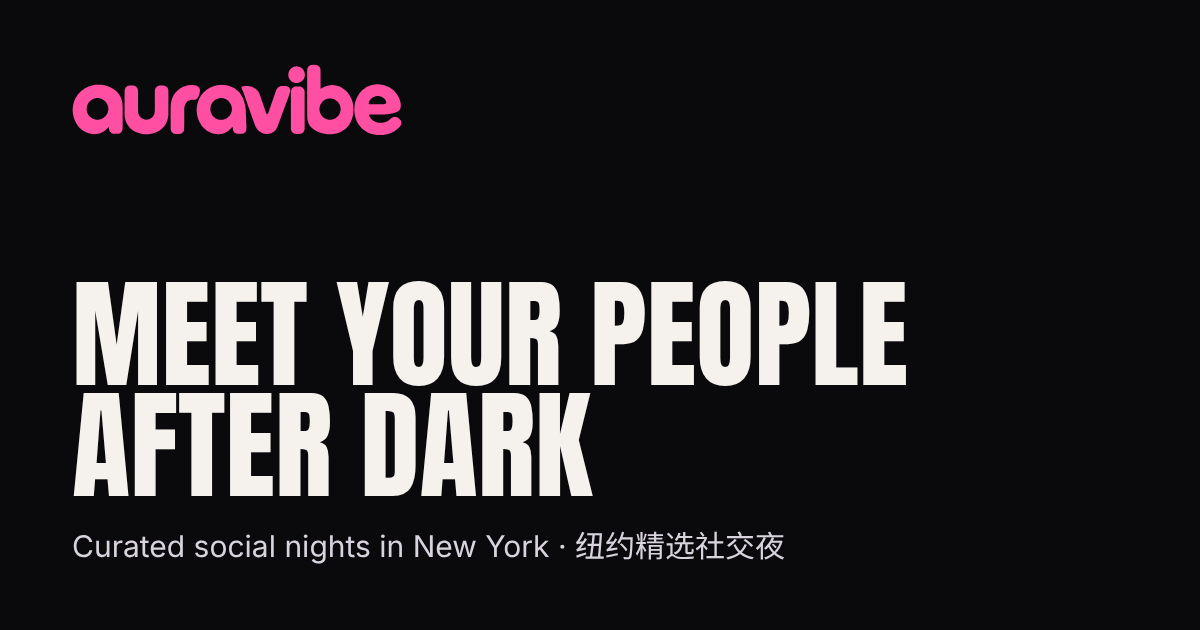 auravibe
MEET YOUR PEOPLE
AFTER DARK
Curated social nights in New York · 纽约精选社交夜